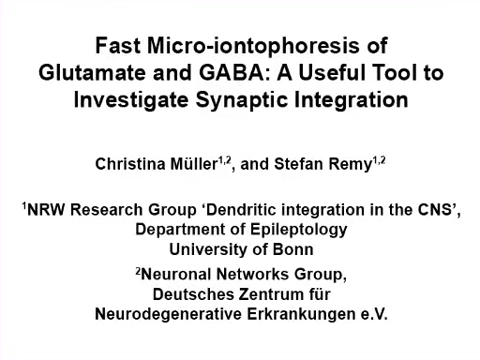 Fast Micro-iontophoresis of
Glutamate and GABA: A Useful Tool to
Investigate Synaptic Integration
Christina Müller1,2, and Stefan Remy1,2
1NRW Research Group ‘Dendritic integration in the CNS’,
Department of Epileptology
University of Bonn
2Neuronal Networks Group,
Deutsches Zentrum für
Neurodegenerative Erkrankungen e.V.